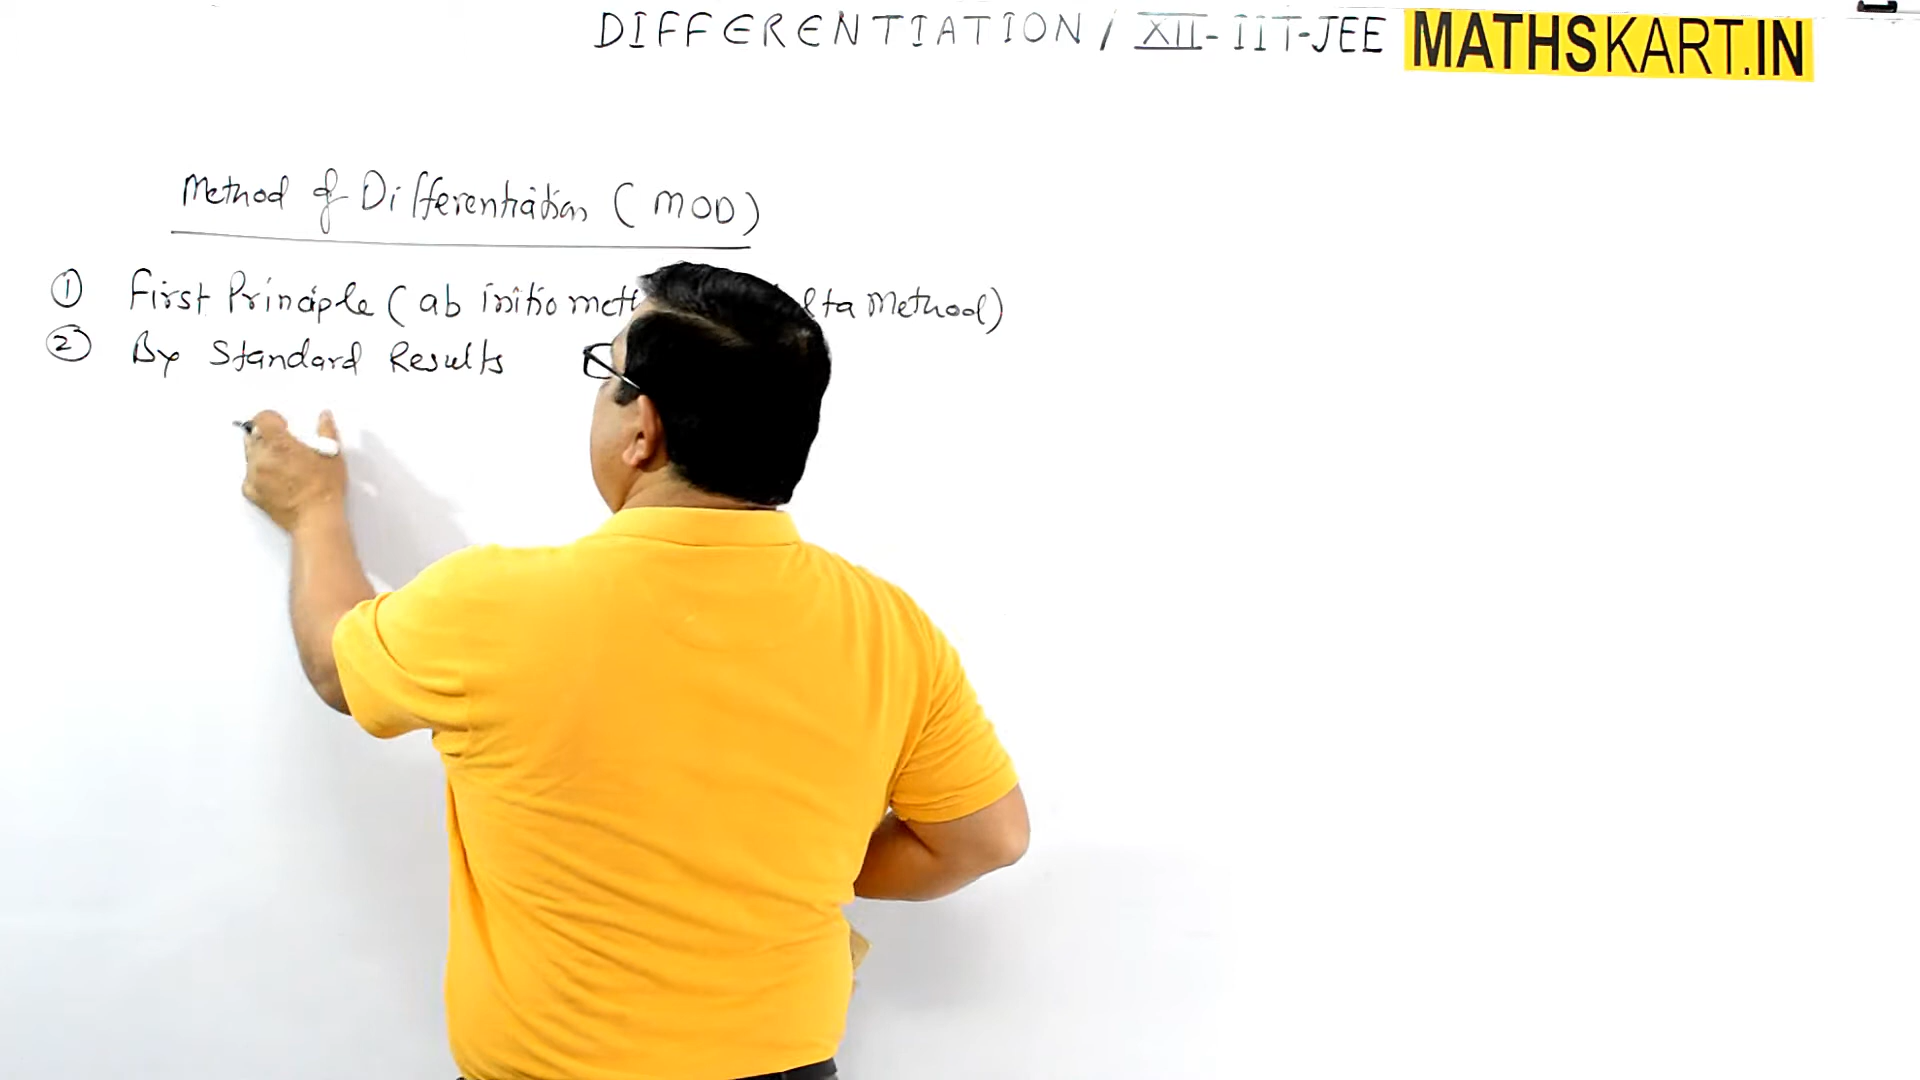 DIFFERENTIATION / XII - IIT-JEE MATHSKART.IN
Method of Differentiation (MOD)
① First Principle (ab initio Method)
② By Standard Results